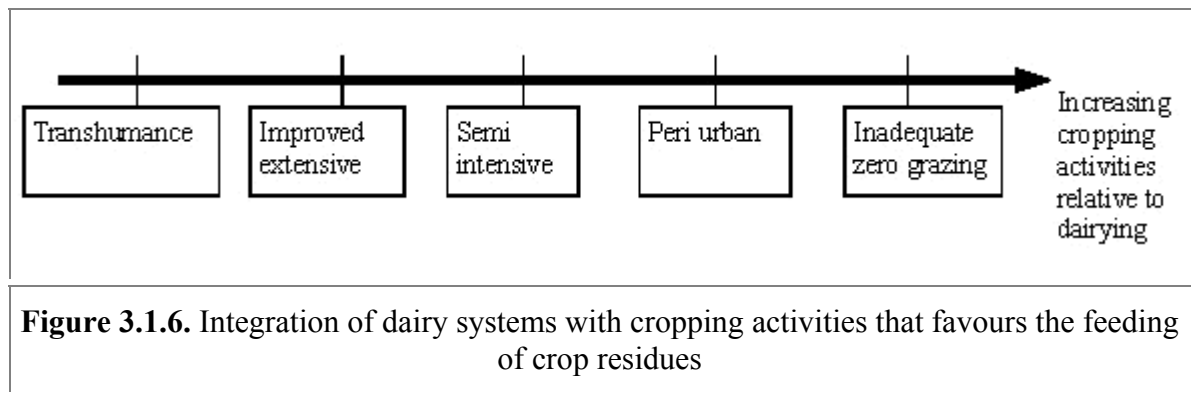 Transhumance
Improved
extensive
Semi
intensive
Peri urban
Inadequate
zero grazing
Increasing
cropping
activities
relative to
dairying
Figure 3.1.6. Integration of dairy systems with cropping activities that favours the feeding
of crop residues